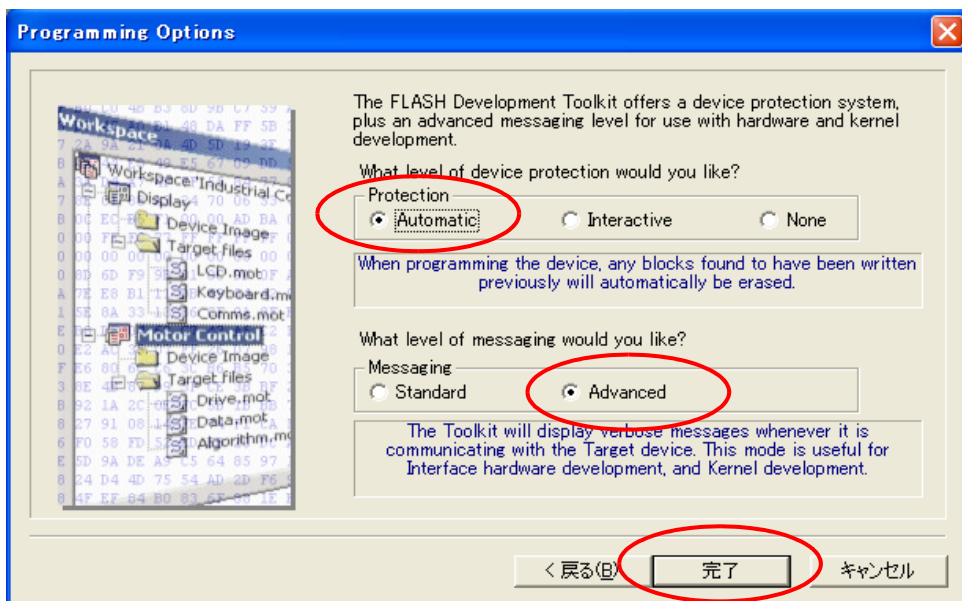 Programming Options
The FLASH Development Toolkit offers a device protection system,
plus an advanced messaging level for use with hardware and kernel
development.
What level of device protection would you like?
Protection
Automatic
Interactive
None
When programming the device, any blocks found to have been written
previously will automatically be erased.
What level of messaging would you like?
Messaging
Standard
Advanced
The Toolkit will display verbose messages whenever it is
communicating with the Target device. This mode is useful for
Interface hardware development, and Kernel development.
Workspace
Workspace "Industrial
Display
Device Image
Target files
LCD.mot
Keyboard.m
Comms.mot
Motor Control
Device Image
Target files
Drive.mot
Data.mot
Algorithm.m
< 戻る(B)
完了
キャンセル